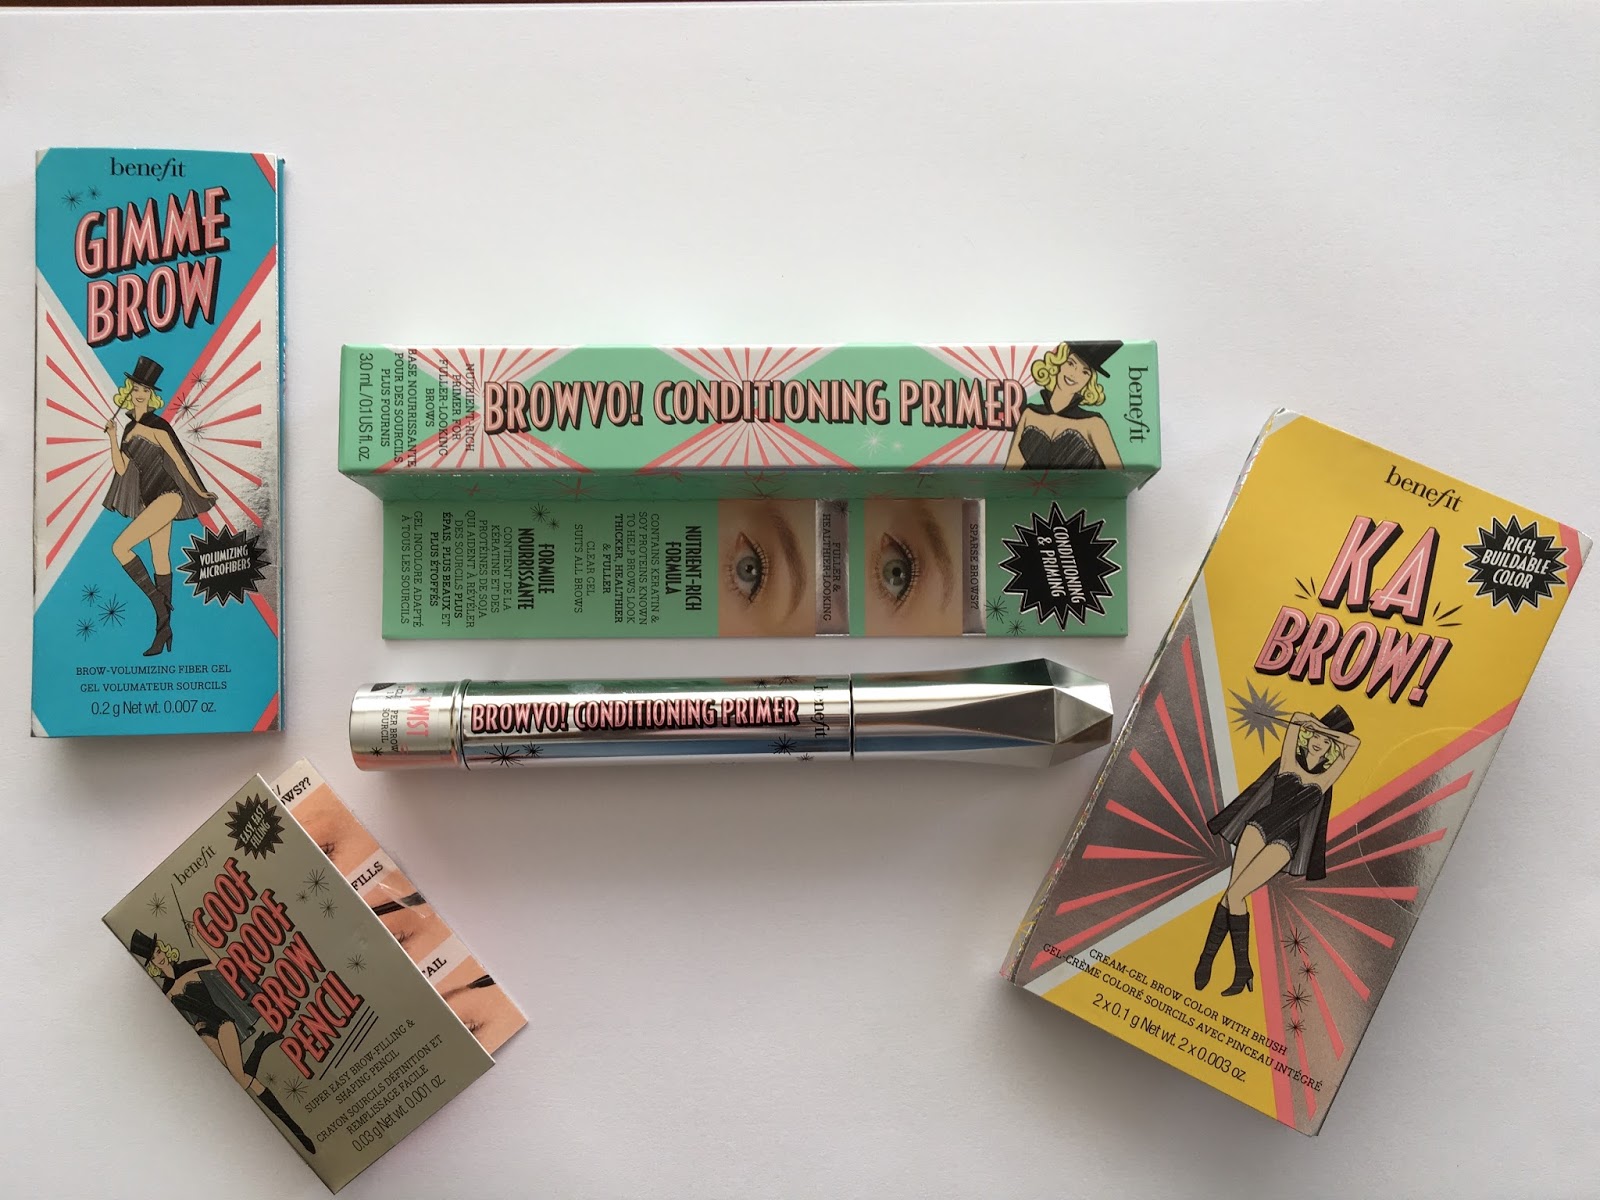 benefit
GIMME
BROW
VOLUMIZING
MICROFIBERS
BROW-VOLUMIZING FIBER GEL
GEL VOLUMATEUR SOURCILS
0.2 g Net wt. 0.007 oz.
BROWVO! CONDITIONING PRIMER
benefit
NUTRIENT-RICH
PRIMER FOR
FULLER-LOOKING
BROWS
BASE NOURRISSANTE
POUR DES SOURCILS
PLUS FOURNIS
3.0 mL/0.1 US fl. oz
CONDITIONING
& PRIMING
SPARSE BROWS??
FULLER &
HEALTHIER-LOOKING
NUTRIENT-RICH
FORMULA
CONTAINS KERATIN &
SOY PROTEINS KNOWN
TO HELP BROWS LOOK
THICKER, HEALTHIER
& FULLER
CLEAR GEL
SUITS ALL BROWS
FORMULE
NOURRISSANTE
CONTIENT DE LA
KÉRATINE ET DES
PROTÉINES DE SOJA
QUI AIDENT À RÉVÉLER
DES SOURCILS PLUS
ÉPAIS, PLUS BEAUX ET
PLUS ÉTOFFÉS
GEL INCOLORE ADAPTÉ
À TOUS LES SOURCILS
TWIST
PER BROW
SOURCIL
BROWVO! CONDITIONING PRIMER
benefit
benefit
KA
BROW!
RICH,
BUILDABLE
COLOR
CREAM-GEL BROW COLOR WITH BRUSH
GEL-CRÈME COLORÉ SOURCILS AVEC PINCEAU INTÉGRÉ
2 x 0.1 g Net wt. 2 x 0.003 oz.
benefit
EASY, FAST
FILLING
GOOF
PROOF
BROW
PENCIL
SUPER EASY BROW-FILLING &
SHAPING PENCIL
CRAYON SOURCILS DÉFINITION ET
REMPLISSAGE FACILE
0.03 g Net wt. 0.001 oz.
FILLS